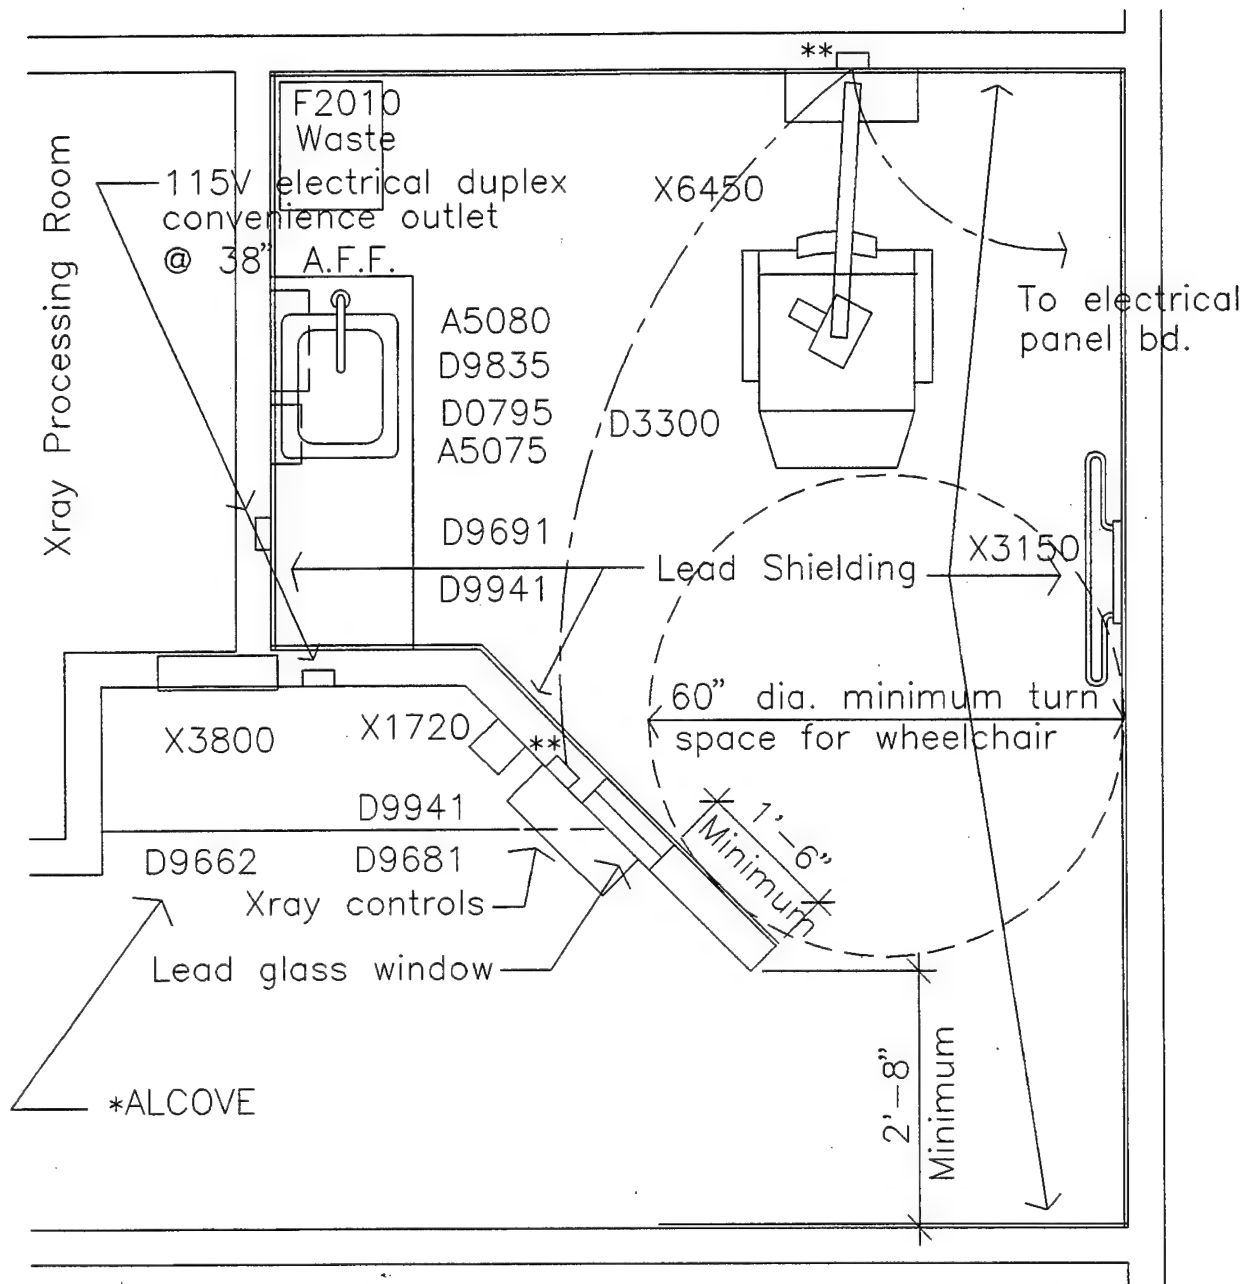 **
F2010
Waste
115V electrical duplex
convenience outlet
@ 38" A.F.F.
Xray Processing Room
X6450
To electrical
panel bd.
A5080
D9835
D0795
A5075
D3300
D9691
D9941
Lead Shielding
X3150
60" dia. minimum turn
space for wheelchair
X3800
X1720
**
1'-6"
Minimum
D9941
D9662
D9681
Xray controls
Lead glass window
*ALCOVE
2'-8"
Minimum